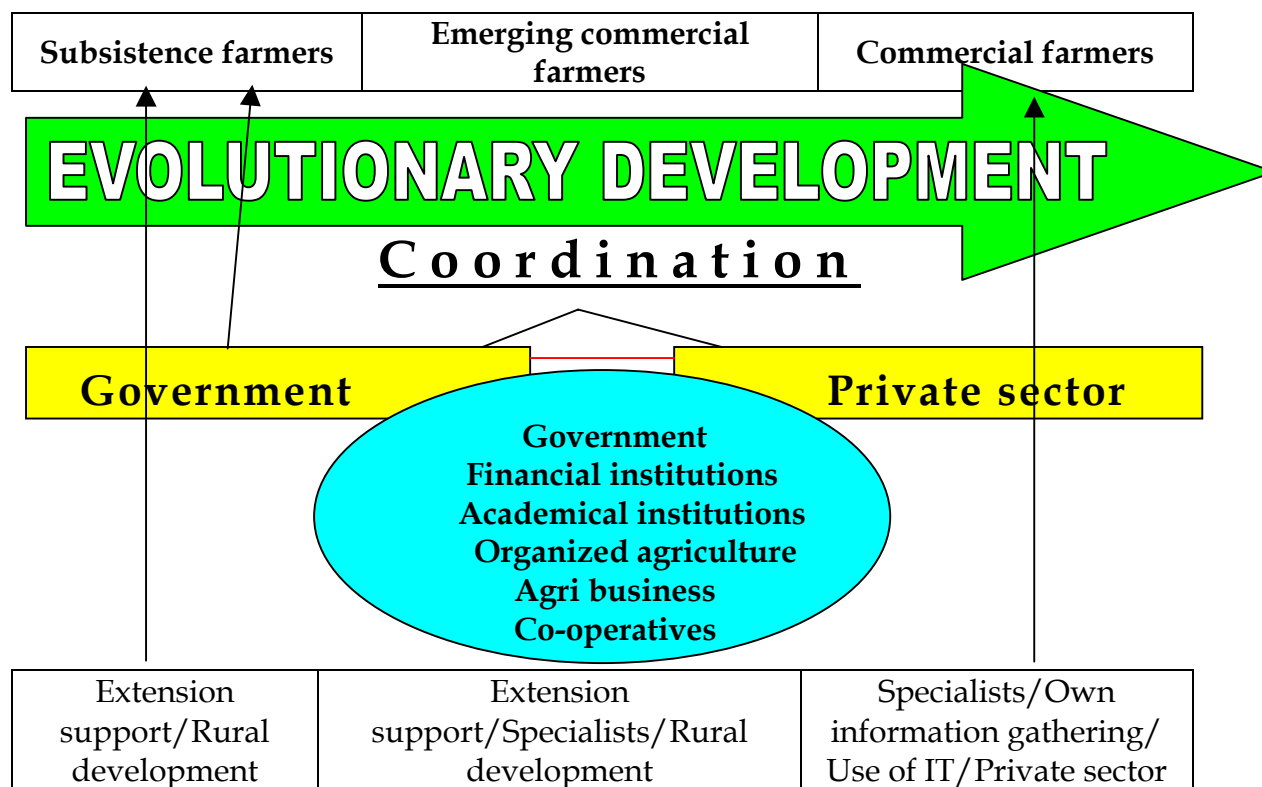 Subsistence farmers
Emerging commercial
farmers
Commercial farmers
EVOLUTIONARY DEVELOPMENT
Coordination
Government
Private sector
Government
Financial institutions
Academical institutions
Organized agriculture
Agri business
Co-operatives
Extension
support/Rural
development
Extension
support/Specialists/Rural
development
Specialists/Own
information gathering/
Use of IT/Private sector